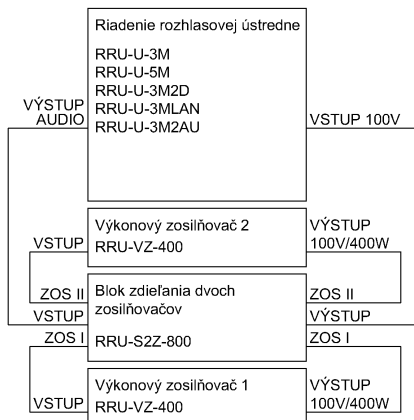 Riadenie rozhlasovej ústredne
RRU-U-3M
RRU-U-5M
RRU-U-3M2D
RRU-U-3MLAN
RRU-U-3M2AU
VÝSTUP
AUDIO
VSTUP 100V
Výkonový zosilňovač 2
RRU-VZ-400
VSTUP
VÝSTUP
100V/400W
Blok zdieľania dvoch
zosilňovačov
RRU-S2Z-800
ZOS II
VSTUP
ZOS I
ZOS II
VÝSTUP
ZOS I
Výkonový zosilňovač 1
RRU-VZ-400
VSTUP
VÝSTUP
100V/400W